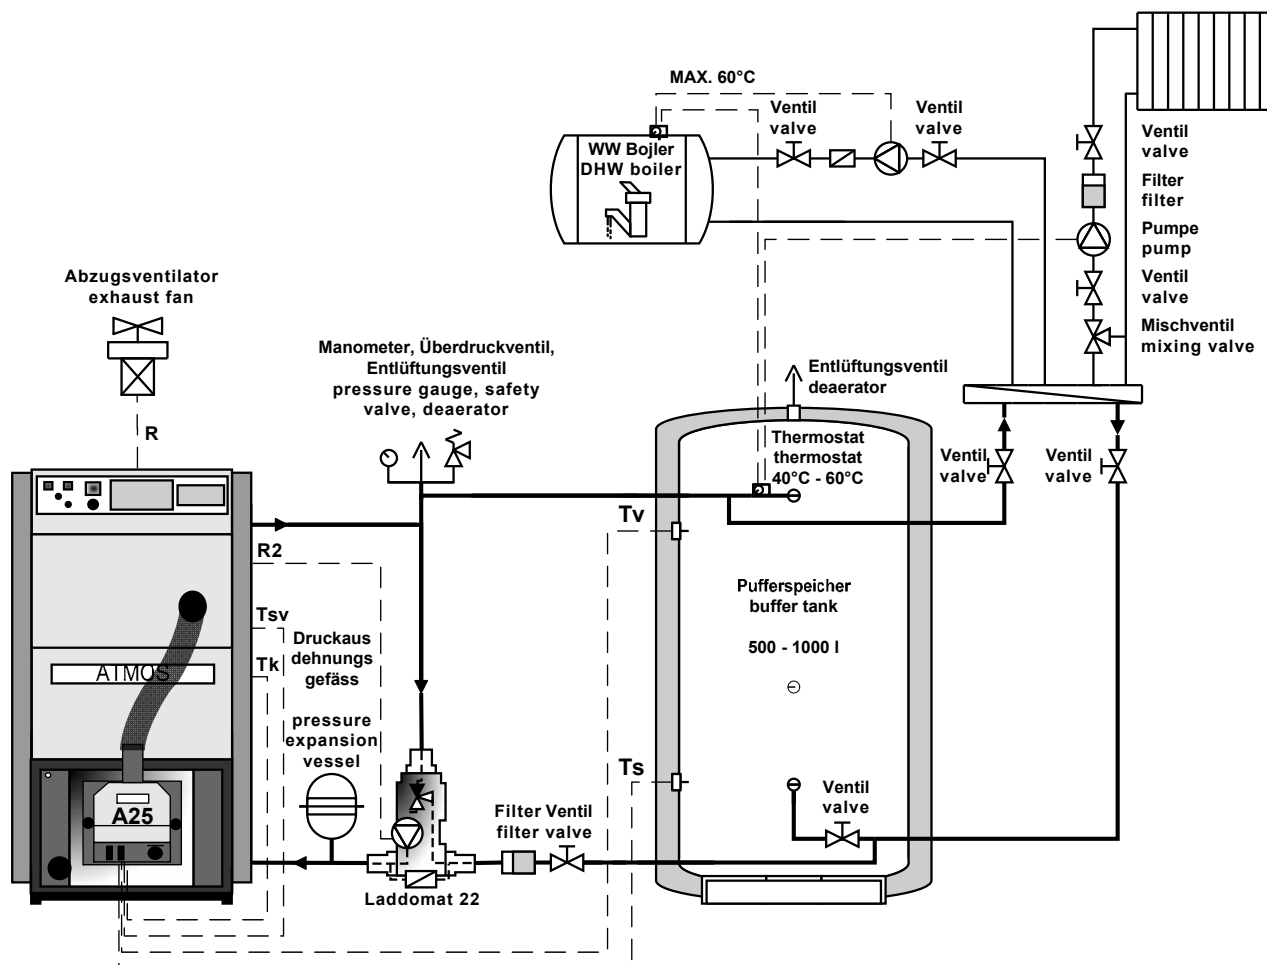 MAX. 60°C
Ventil
valve
Ventil
valve
WW Bojler
DHW boiler
Ventil
valve
Filter
filter
Pumpe
pump
Ventil
valve
Mischventil
mixing valve
Abzugsventilator
exhaust fan
R
Manometer, Überdruckventil,
Entlüftungsventil
pressure gauge, safety
valve, deaerator
Entlüftungsventil
deaerator
Thermostat
thermostat
40°C - 60°C
Ventil
valve
Ventil
valve
Tv
R2
Tsv
Tk
ATMOS
Druckaus
dehnungs
gefäss
pressure
expansion
vessel
Pufferspeicher
buffer tank
500 - 1000 l
Ts
Ventil
valve
A25
Filter Ventil
filter valve
Laddomat 22